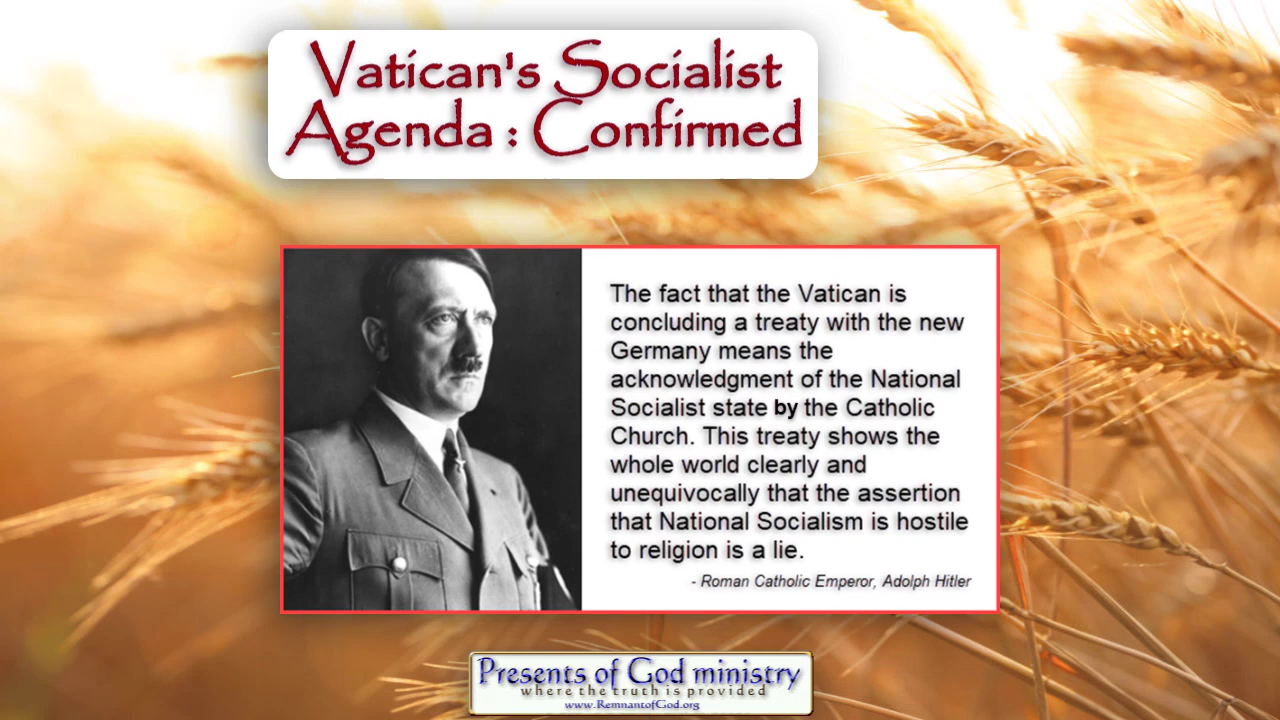 Vatican's Socialist
Agenda : Confirmed
The fact that the Vatican is
concluding a treaty with the new
Germany means the
acknowledgment of the National
Socialist state by the Catholic
Church. This treaty shows the
whole world clearly and
unequivocally that the assertion
that National Socialism is hostile
to religion is a lie.
- Roman Catholic Emperor, Adolph Hitler
Presents of God ministry
where the truth is provided
www.RemnantofGod.org